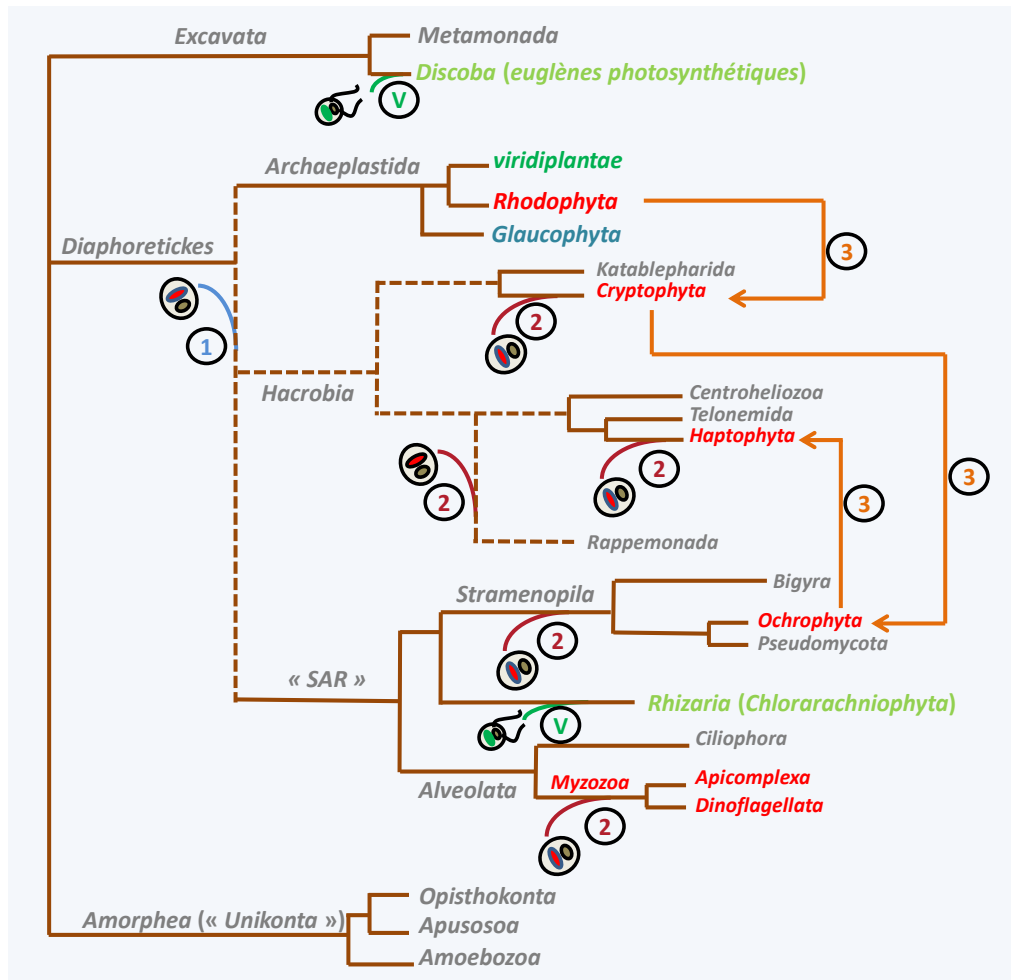 Excavata
Metamonada
Discoba (euglènes photosynthétiques)
V
Archaeplastida
viridiplantae
Rhodophyta
Glaucophyta
3
Diaphoretickes
1
Katablepharida
Cryptophyta
2
Hacrobia
Centroheliozoa
Telonemida
Haptophyta
2
2
3
3
Rappemonada
Stramenopila
Bigyra
Ochrophyta
Pseudomycota
2
« SAR »
Rhizaria (Chlorarachniophyta)
V
Ciliophora
Alveolata
Myzozoa
Apicomplexa
Dinoflagellata
2
Opisthokonta
Amorphea (« Unikonta »)
Apusosoa
Amoebozoa